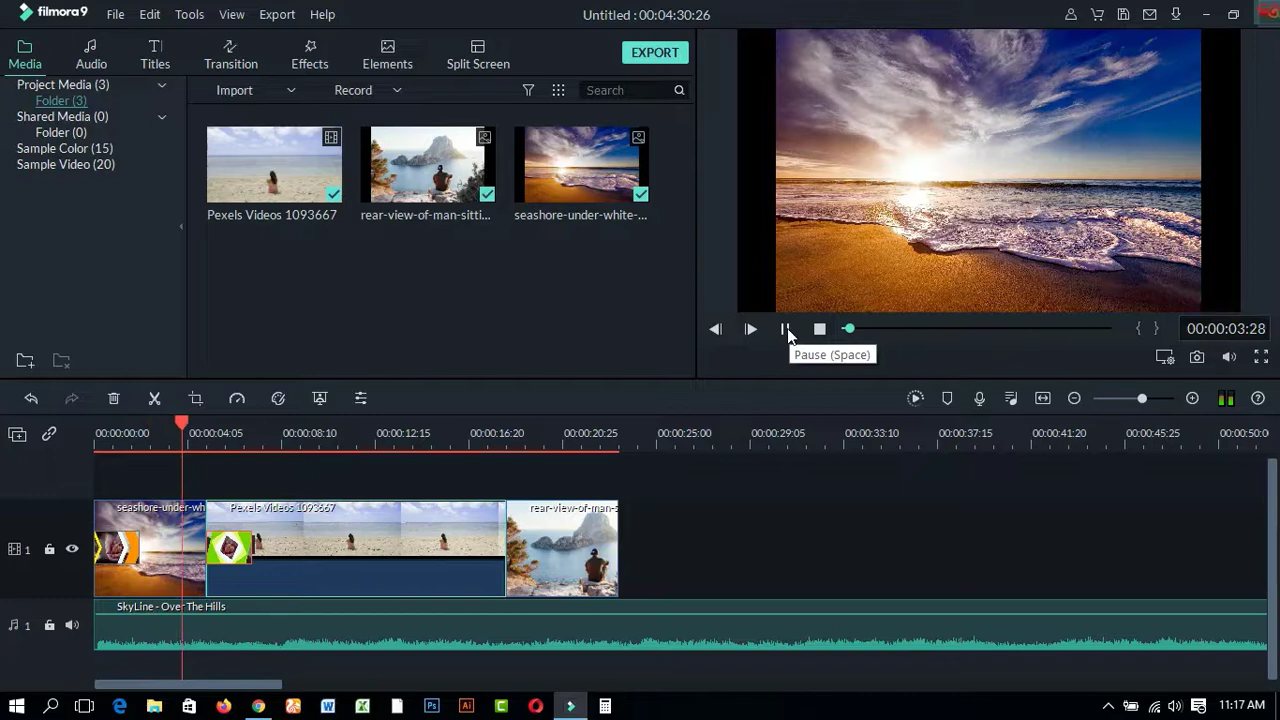 filmora9
File Edit Tools View Export Help
Untitled : 00:04:30:26
Media Audio Titles Transition Effects Elements Split Screen
EXPORT
Project Media (3)
Folder (3)
Shared Media (0)
Folder (0)
Sample Color (15)
Sample Video (20)
Import Record Search
Pexels Videos 1093667
rear-view-of-man-sitti...
seashore-under-white-...
00:00:03:28
Pause (Space)
00:00:00:00 00:00:04:05 00:00:08:10 00:00:12:15 00:00:16:20 00:00:20:25 00:00:25:00 00:00:29:05 00:00:33:10 00:00:37:15 00:00:41:20 00:00:45:25 00:00:50:0
seashore-under-wh
Pexels Videos 1093667
rear-view-of-man-s
1
SkyLine - Over The Hills
1
11:17 AM